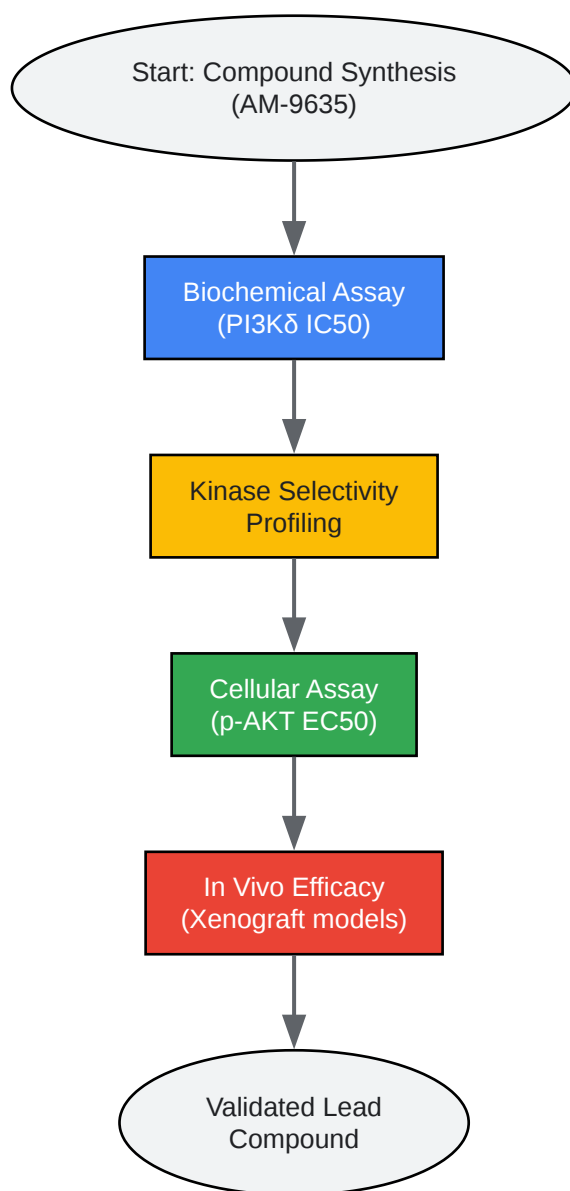 Start: Compound Synthesis
(AM-9635)
Biochemical Assay
(PI3Kδ IC50)
Kinase Selectivity
Profiling
Cellular Assay
(p-AKT EC50)
In Vivo Efficacy
(Xenograft models)
Validated Lead
Compound